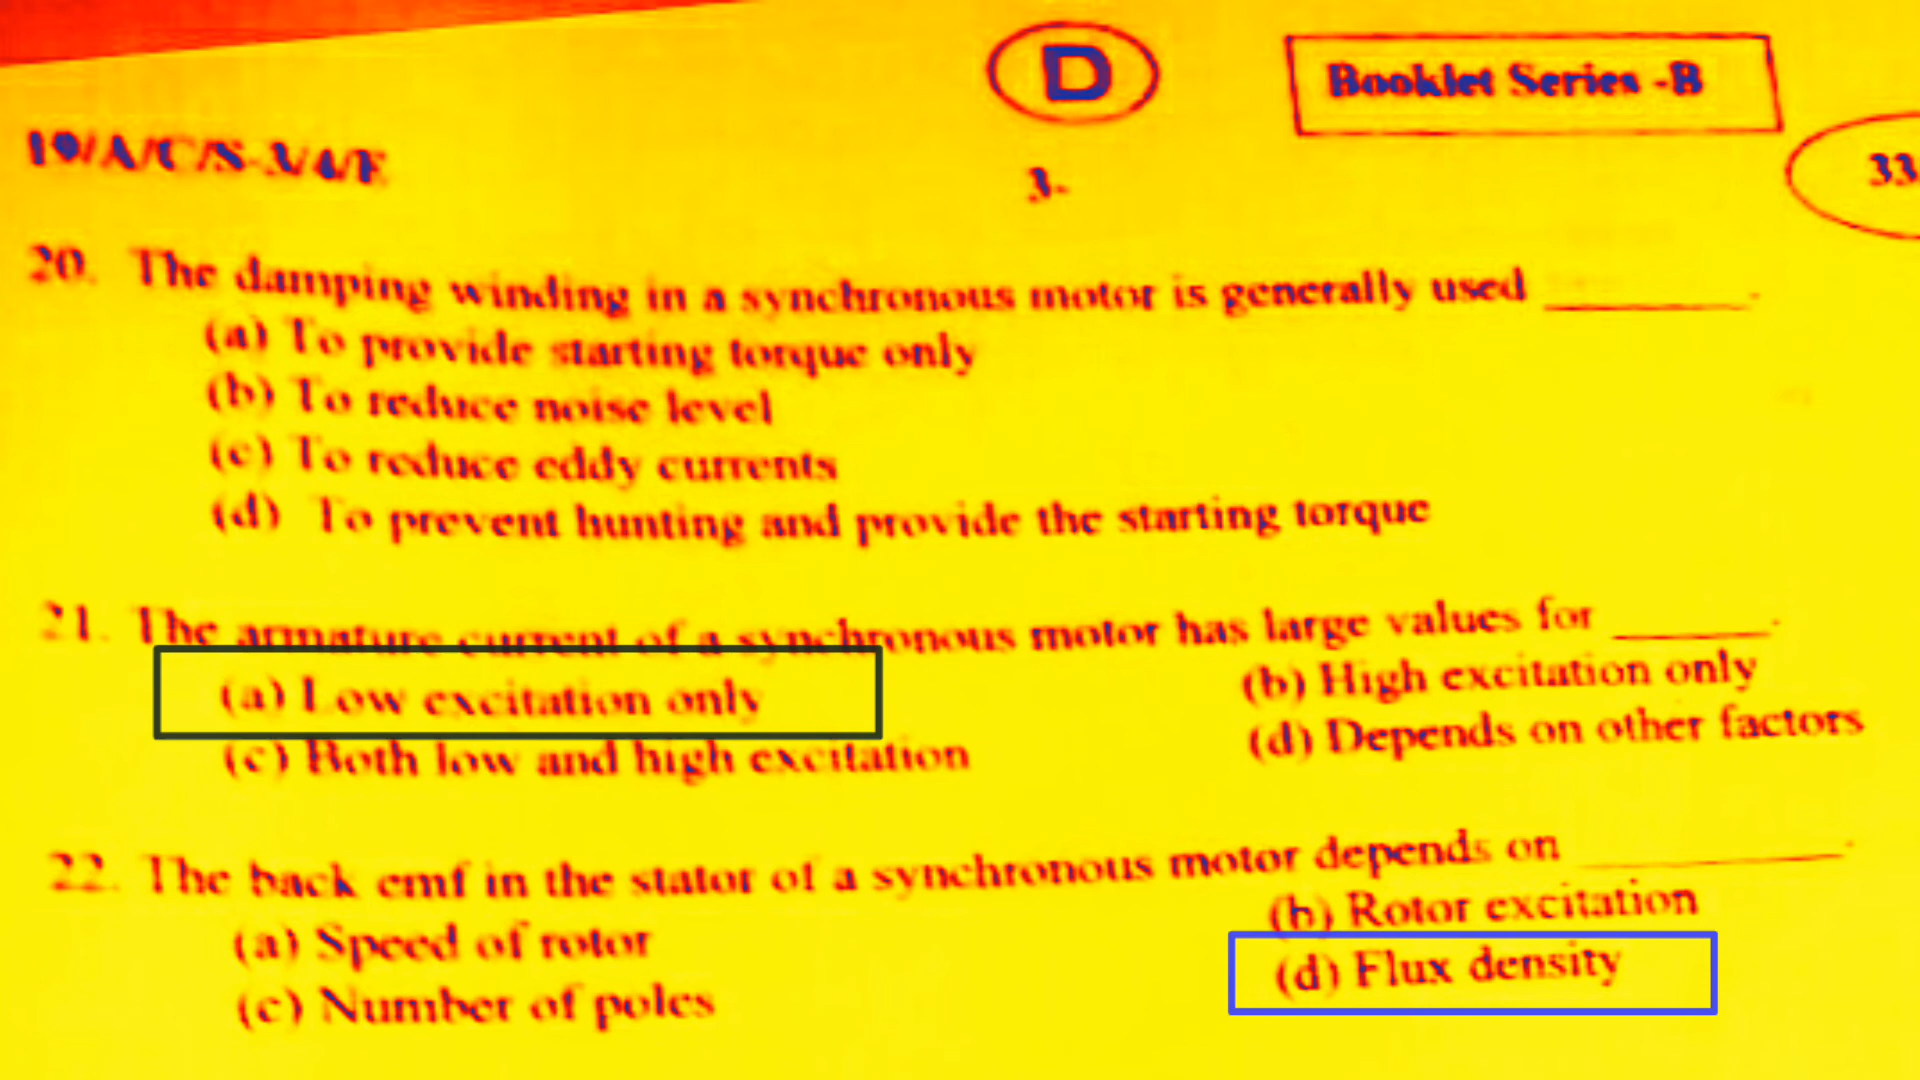 D
Booklet Series -B
19/A/C/S-3/4/E
3-
33
20. The damping winding in a synchronous motor is generally used ________.
(a) To provide starting torque only
(b) To reduce noise level
(c) To reduce eddy currents
(d) To prevent hunting and provide the starting torque
21. The armature current of a synchronous motor has large values for ______.
(a) Low excitation only
(b) High excitation only
(c) Both low and high excitation
(d) Depends on other factors
22. The back emf in the stator of a synchronous motor depends on __________.
(a) Speed of rotor
(b) Rotor excitation
(c) Number of poles
(d) Flux density